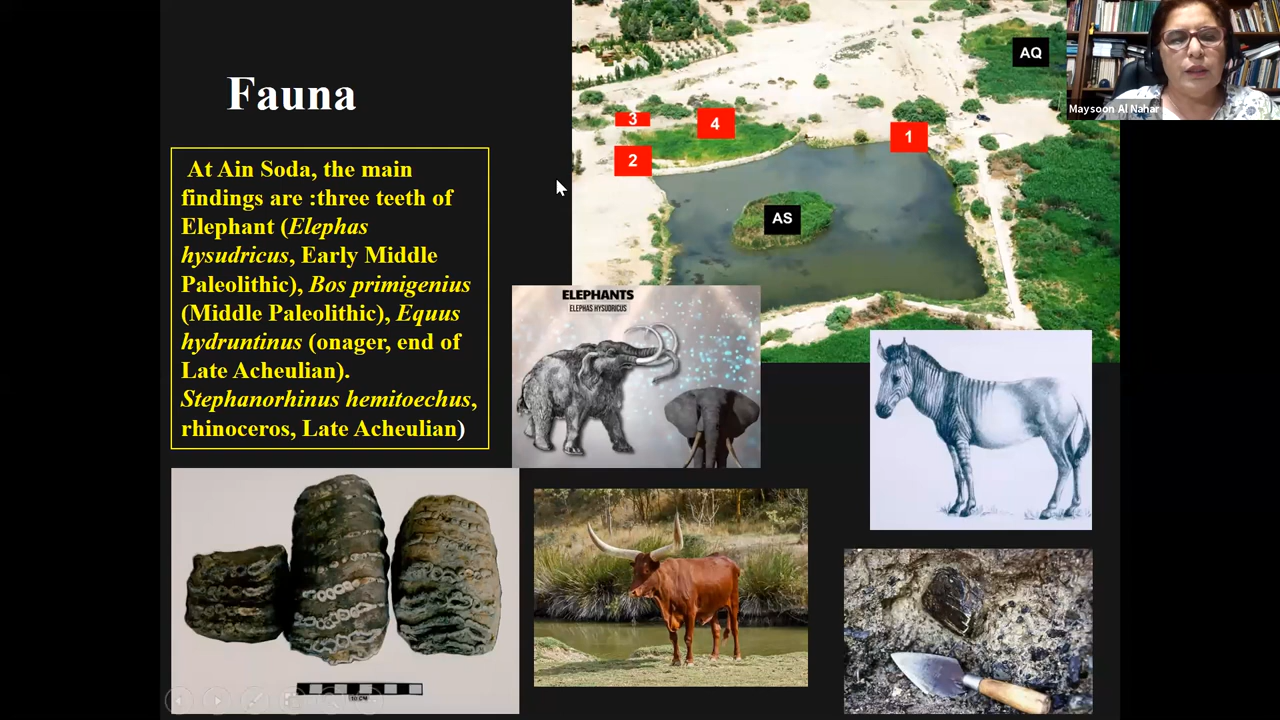 Fauna
At Ain Soda, the main
findings are :three teeth of
Elephant (Elephas
hysudricus, Early Middle
Paleolithic), Bos primigenius
(Middle Paleolithic), Equus
hydruntinus (onager, end of
Late Acheulian).
Stephanorhinus hemitoechus,
rhinoceros, Late Acheulian)
AQ
Maysoon Al Nahar
3
4
1
2
AS
ELEPHANTS
ELEPHAS HYSUDRICUS
10 CM